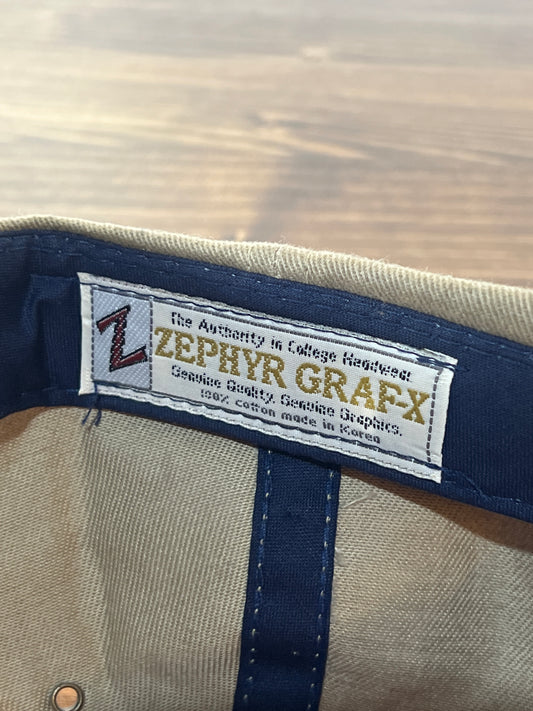 Z
The Authority in College Headwear
ZEPHYR GRAF-X
Genuine Quality. Genuine Graphics.
100% cotton made in Korea